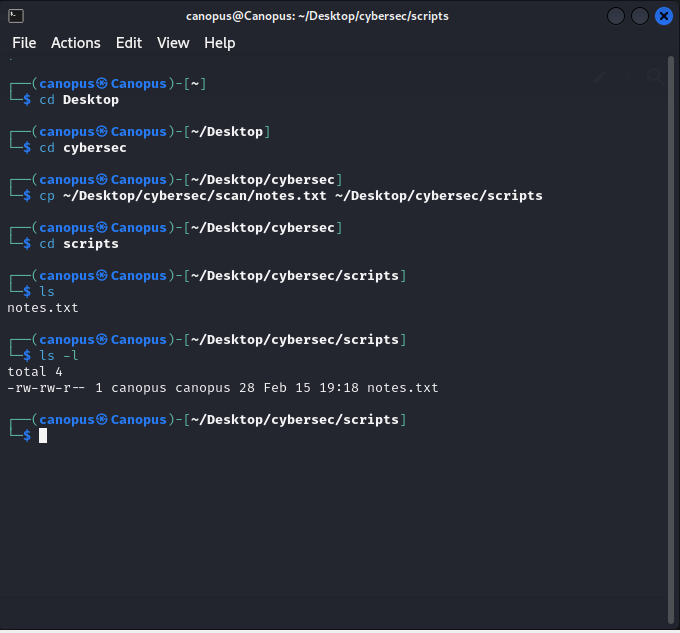 canopus@Canopus: ~/Desktop/cybersec/scripts
File Actions Edit View Help
┌──(canopus㉿Canopus)-[~]
└─$ cd Desktop
┌──(canopus㉿Canopus)-[~/Desktop]
└─$ cd cybersec
┌──(canopus㉿Canopus)-[~/Desktop/cybersec]
└─$ cp ~/Desktop/cybersec/scan/notes.txt ~/Desktop/cybersec/scripts
┌──(canopus㉿Canopus)-[~/Desktop/cybersec]
└─$ cd scripts
┌──(canopus㉿Canopus)-[~/Desktop/cybersec/scripts]
└─$ ls
notes.txt
┌──(canopus㉿Canopus)-[~/Desktop/cybersec/scripts]
└─$ ls -l
total 4
-rw-rw-r-- 1 canopus canopus 28 Feb 15 19:18 notes.txt
┌──(canopus㉿Canopus)-[~/Desktop/cybersec/scripts]
└─$